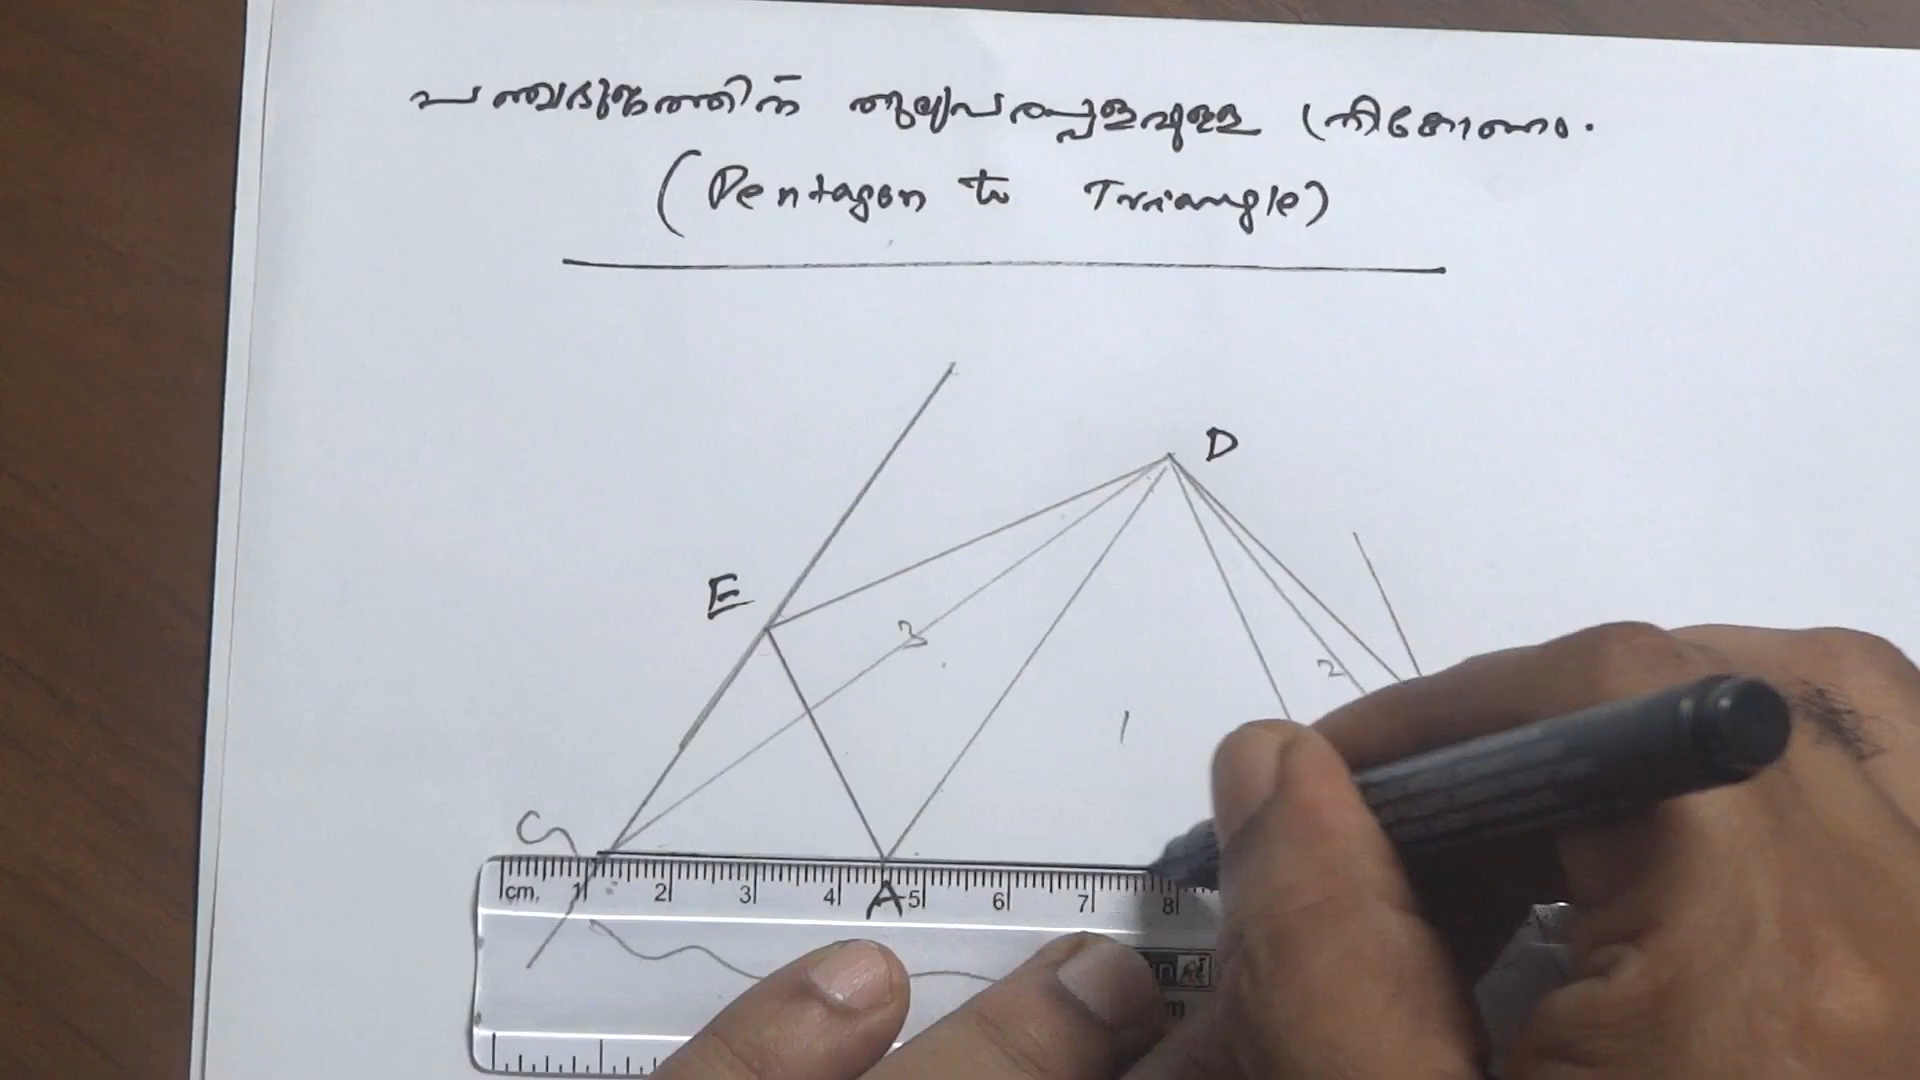 പഞ്ചഭുജത്തിന് തുല്യപരപ്പളവുള്ള ത്രികോണം.
(Pentagon to Triangle)
D
E
3
2
1
G
cm. 1 2 3 4 5 6 7 8
A